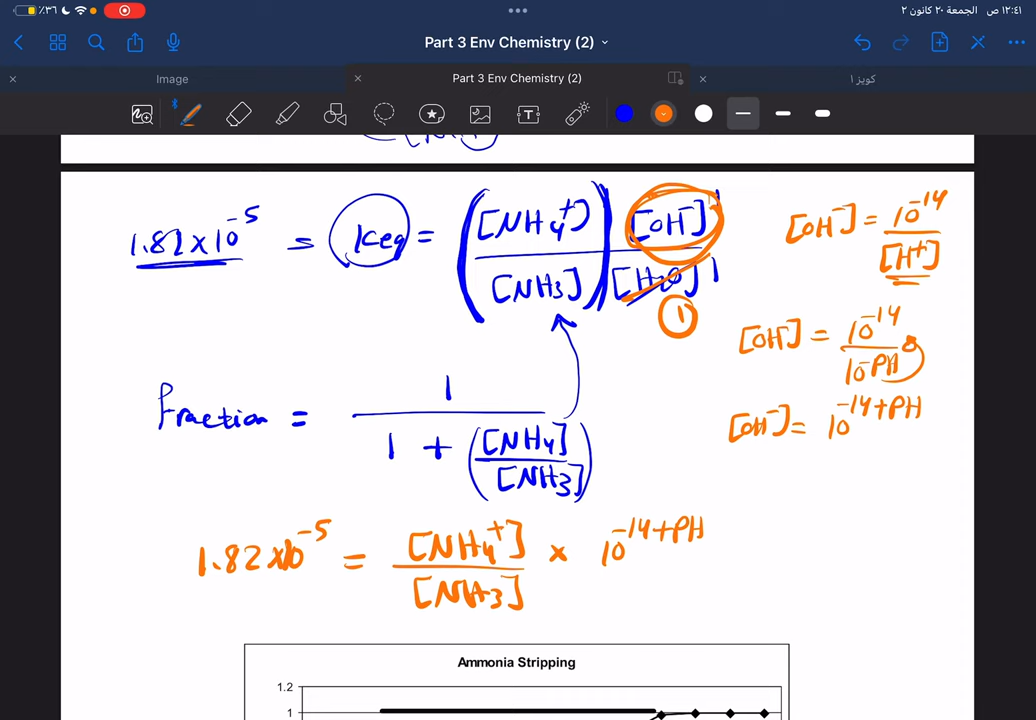 ٪٣٦
١٢:٤١ ص الجمعة ٢٠ كانون ٢
Part 3 Env Chemistry (2)
Image
Part 3 Env Chemistry (2)
كويز ١
1.82 x 10^-5 = Keq = ([NH4+] / [NH3]) [OH-]^1 / [H2O]^1
1
[OH-] = 10^-14 / [H+]
[OH-] = 10^-14 / 10^-PH
[OH-] = 10^-14+PH
fraction = 1 / 1 + ([NH4] / [NH3])
1.82 x 10^-5 = [NH4+] / [NH3] x 10^-14+PH
Ammonia Stripping
1.2
1